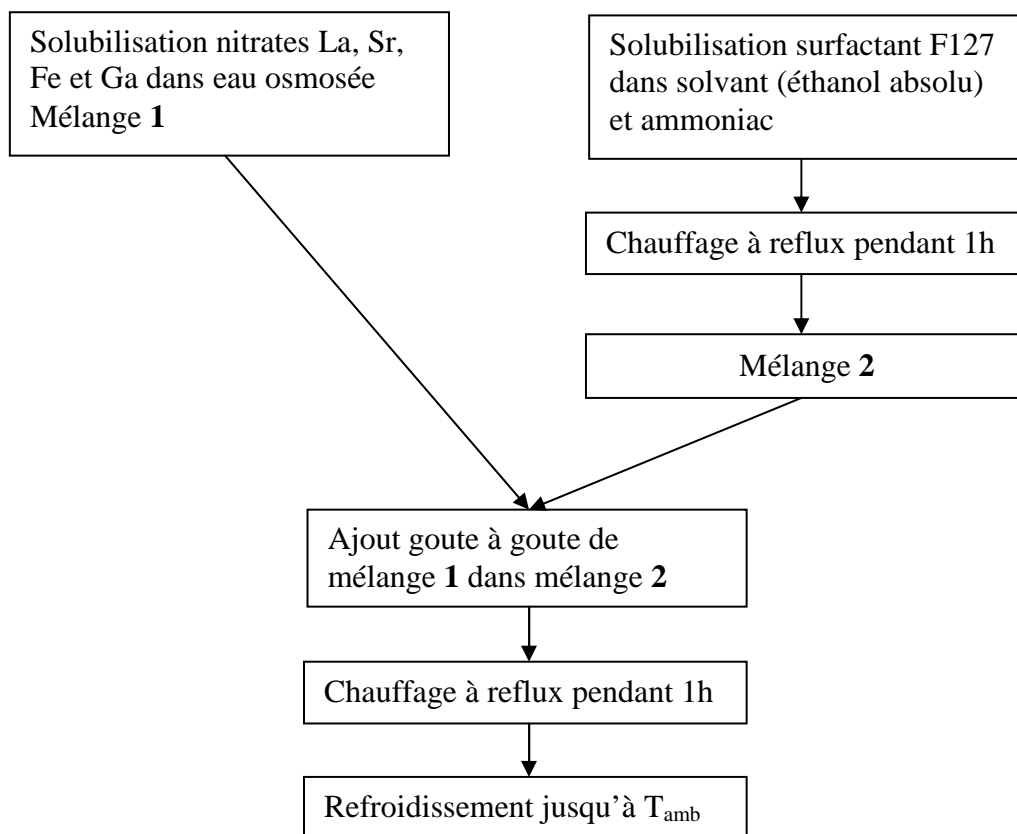 Solubilisation nitrates La, Sr,
Fe et Ga dans eau osmosée
Mélange 1
Solubilisation surfactant F127
dans solvant (éthanol absolu)
et ammoniac
Chauffage à reflux pendant 1h
Mélange 2
Ajout goute à goute de
mélange 1 dans mélange 2
Chauffage à reflux pendant 1h
Refroidissement jusqu’à Tamb